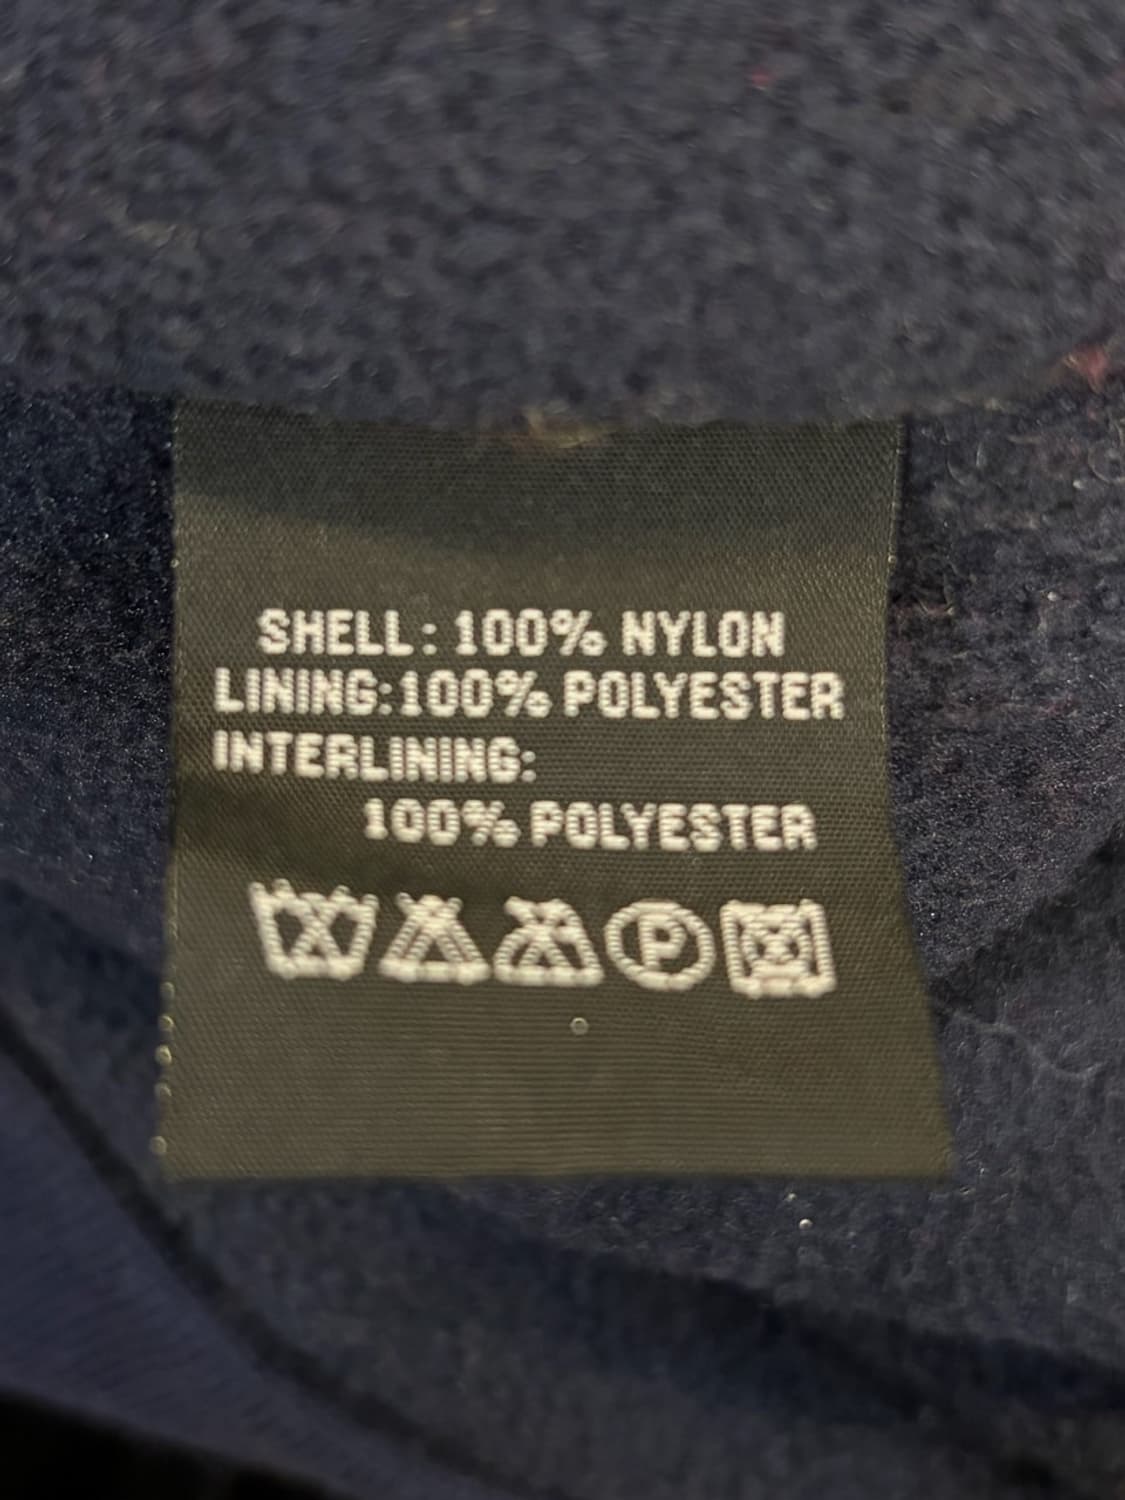 SHELL: 100% NYLON
LINING:100% POLYESTER
INTERLINING:
100% POLYESTER
P